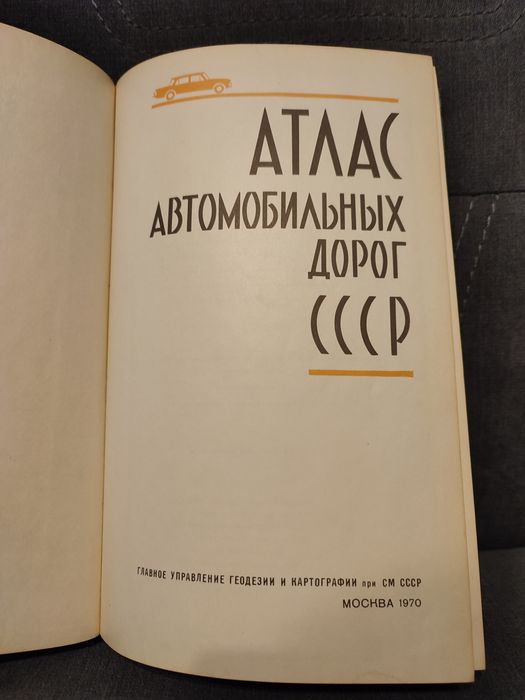 АТЛАС
АВТОМОБИЛЬНЫХ
ДОРОГ
СССР
ГЛАВНОЕ УПРАВЛЕНИЕ ГЕОДЕЗИИ И КАРТОГРАФИИ при СМ СССР
МОСКВА 1970